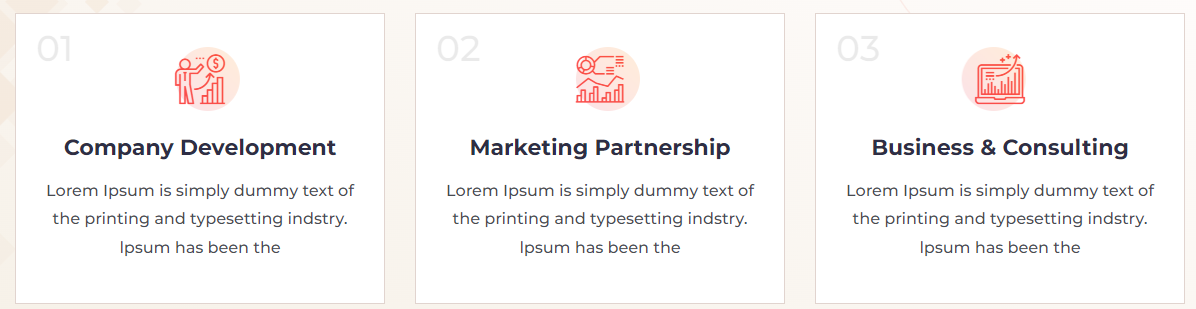 01
Company Development
Lorem Ipsum is simply dummy text of
the printing and typesetting indstry.
Ipsum has been the
02
Marketing Partnership
Lorem Ipsum is simply dummy text of
the printing and typesetting indstry.
Ipsum has been the
03
Business & Consulting
Lorem Ipsum is simply dummy text of
the printing and typesetting indstry.
Ipsum has been the